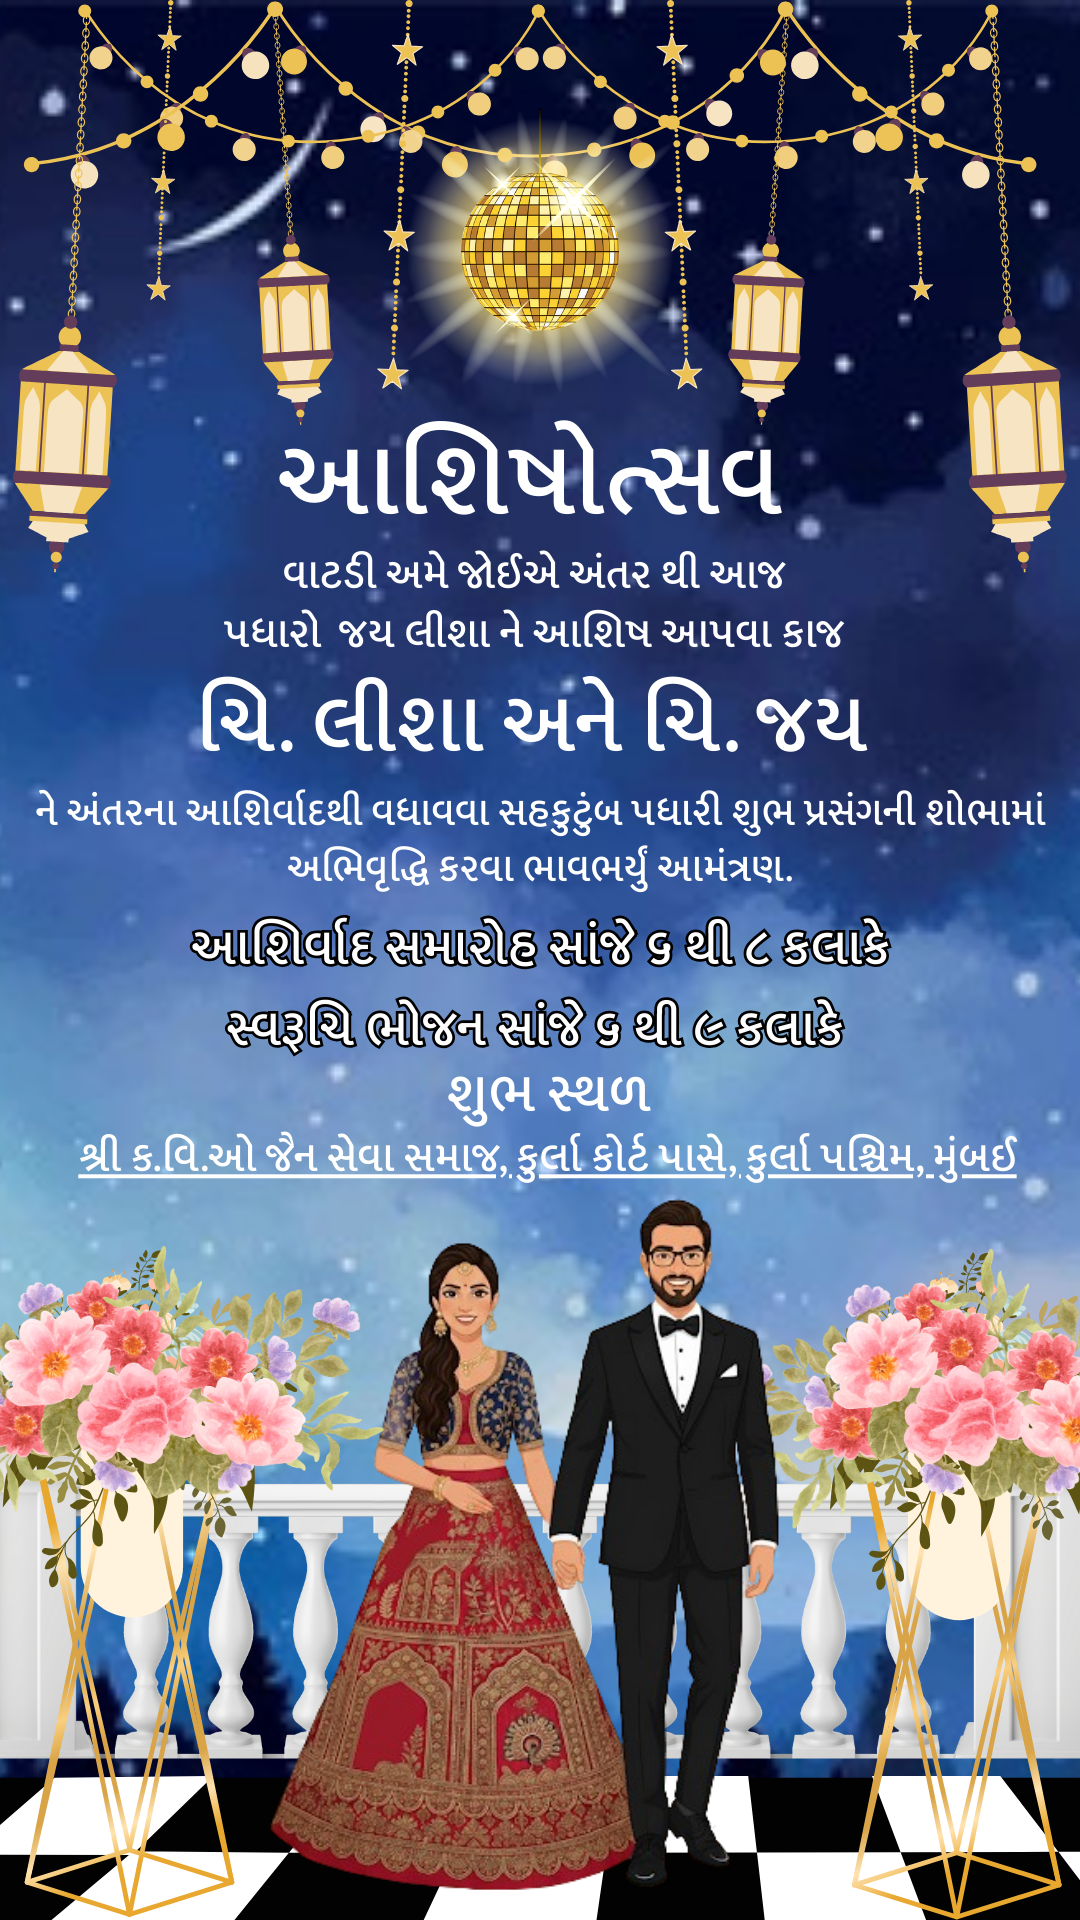 આશિષોત્સવ
વાટડી અમે જોઈએ અંતર થી આજ
પધારો જય લીશા ને આશિષ આપવા કાજ
ચિ. લીશા અને ચિ. જય
ને અંતરના આશિર્વાદથી વધાવવા સહકુટુંબ પધારી શુભ પ્રસંગની શોભામાં
અભિવૃદ્ધિ કરવા ભાવભર્યું આમંત્રણ.
આશિર્વાદ સમારોહ સાંજે ૬ થી ૮ કલાકે
સ્વરૂચિ ભોજન સાંજે ૬ થી ૯ કલાકે
શુભ સ્થળ
શ્રી ક.વિ.ઓ જૈન સેવા સમાજ, કુર્લા કોર્ટ પાસે, કુર્લા પશ્ચિમ, મુંબઈ